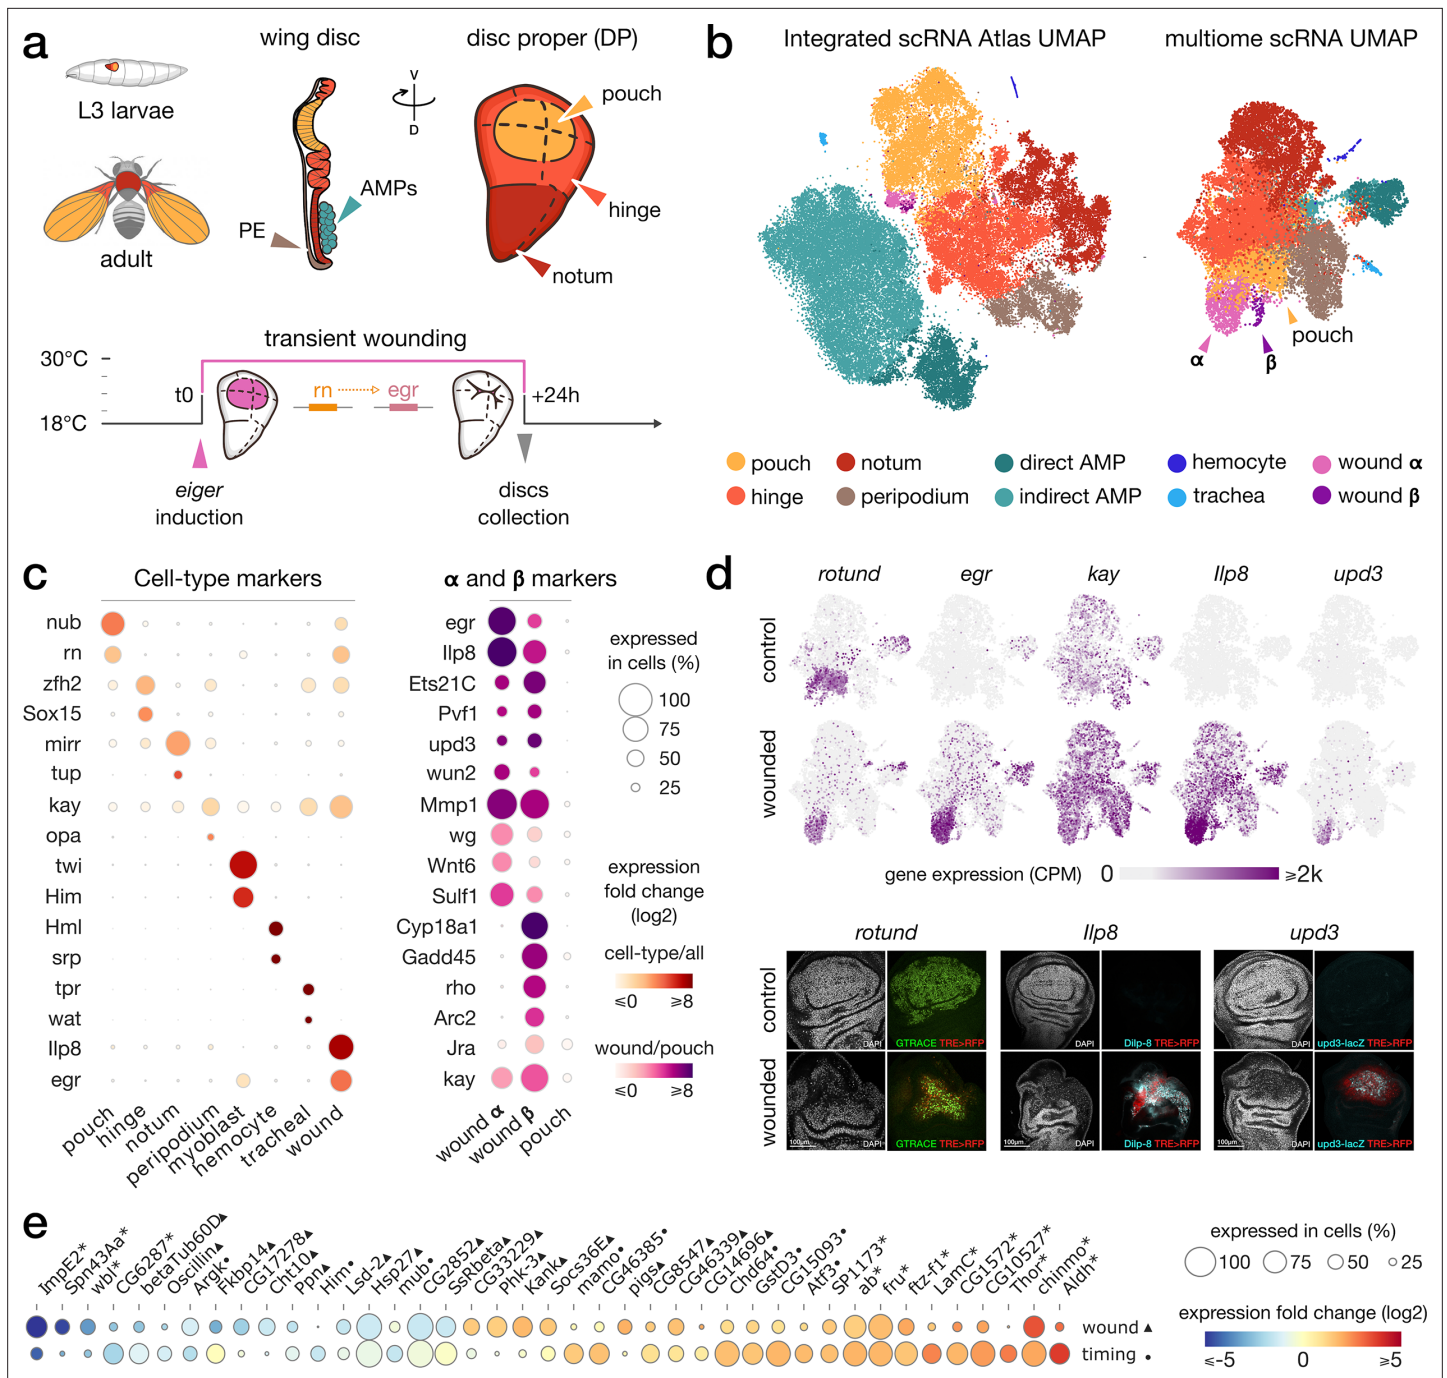 a
wing disc
disc proper (DP)
L3 larvae
V
D
pouch
AMPs
hinge
PE
adult
notum
transient wounding
30°C
t0
rn
egr
+24h
18°C
eiger
induction
discs
collection
b
Integrated scRNA Atlas UMAP
multiome scRNA UMAP
pouch
α
β
pouch
notum
direct AMP
hemocyte
wound α
hinge
peripodium
indirect AMP
trachea
wound β
c
Cell-type markers
nub
rn
zfh2
Sox15
mirr
tup
kay
opa
twi
Him
Hml
srp
tpr
wat
Ilp8
egr
pouch
hinge
notum
peripodium
myoblast
hemocyte
tracheal
wound
α and β markers
egr
Ilp8
Ets21C
Pvf1
upd3
wun2
Mmp1
wg
Wnt6
Sulf1
Cyp18a1
Gadd45
rho
Arc2
Jra
kay
wound α
wound β
pouch
expressed
in cells (%)
100
75
50
25
expression
fold change
(log2)
cell-type/all
≤0
≥8
wound/pouch
≤0
≥8
d
rotund
egr
kay
Ilp8
upd3
control
wounded
gene expression (CPM)
0
≥2k
rotund
Ilp8
upd3
control
DAPI
GTRACE TRE>RFP
DAPI
Dilp-8 TRE>RFP
DAPI
upd3-lacZ TRE>RFP
wounded
100μm
DAPI
GTRACE TRE>RFP
100μm
DAPI
Dilp-8 TRE>RFP
100μm
DAPI
upd3-lacZ TRE>RFP
e
ImpE2*
Spn43Aa*
wb*
CG6287*
betaTub60D▲
Oscillin▲
Argk•
Fkbp14▲
CG17278▲
Cht10▲
Ppn▲
Him•
Lsd-2▲
Hsp27▲
mub•
CG2852▲
SsRbeta▲
CG33229▲
Phk-3▲
Kank▲
Socs36E▲
mamo•
CG46385•
pigs▲
CG8547▲
CG46339▲
CG14696▲
Chd64•
GstD3•
CG15093•
Atf3•
SP1173*
ab*
fru*
ftz-f1*
LamC*
CG1572*
CG10527*
Thor*
chinmo*
Aldh*
wound ▲
timing •
expressed in cells (%)
100
75
50
25
expression fold change (log2)
≤-5
0
≥5